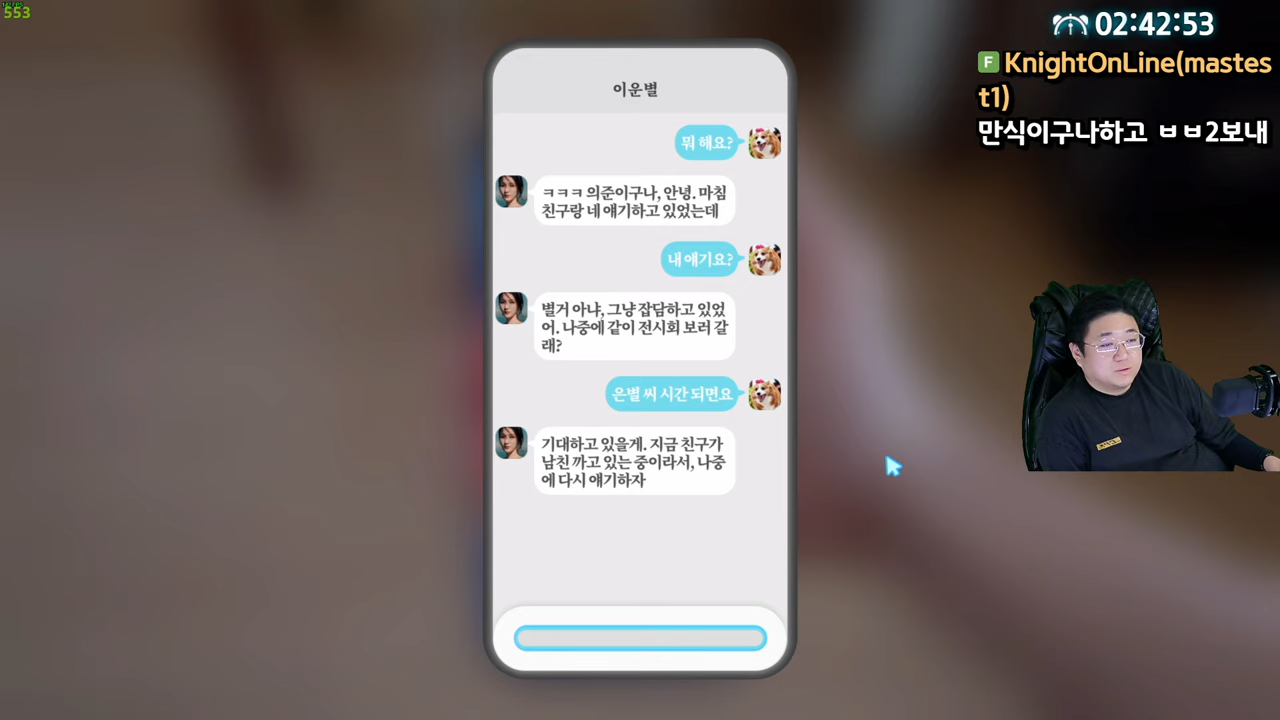 553
02:42:53
F KnightOnLine(mastes
t1)
만식이구나하고 ㅂㅂ2보내
이운별
뭐 해요?
ㅋㅋㅋ 의준이구나, 안녕. 마침
친구랑 네 얘기하고 있었는데
내 얘기요?
별거 아냐, 그냥 잡담하고 있었
어. 나중에 같이 전시회 보러 갈
래?
은별 씨 시간 되면요
기대하고 있을게. 지금 친구가
남친 까고 있는 중이라서, 나중
에 다시 얘기하자